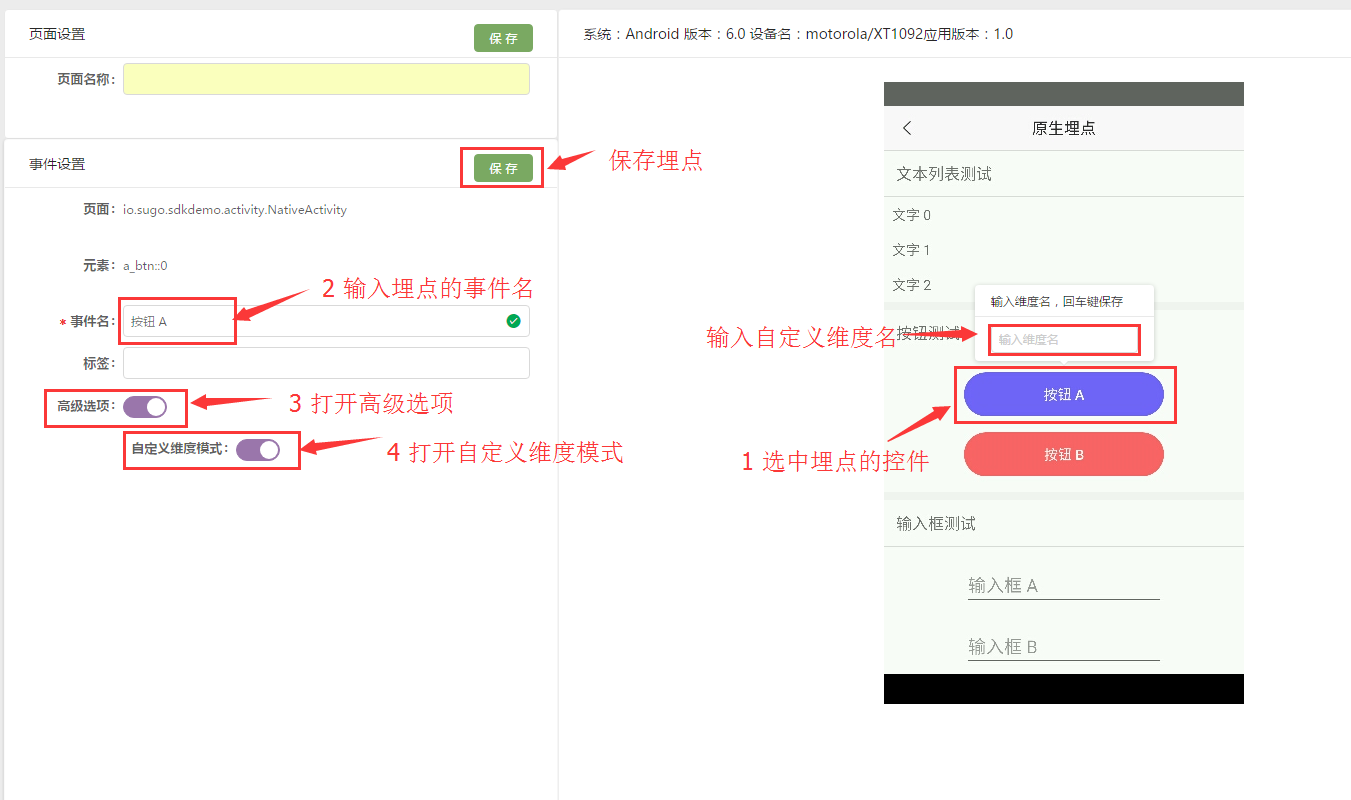 页面设置
保 存
页面名称：
事件设置
保 存
保存埋点
页面： io.sugo.sdkdemo.activity.NativeActivity
元素： a_btn::0
2 输入埋点的事件名
* 事件名： 按钮 A
标签：
高级选项：
3 打开高级选项
自定义维度模式：
4 打开自定义维度模式
系统：Android 版本：6.0 设备名：motorola/XT1092应用版本：1.0
原生埋点
文本列表测试
文字 0
文字 1
文字 2
输入维度名，回车键保存
输入自定义维度名
按钮测试
输入维度名
按钮 A
1 选中埋点的控件
按钮 B
输入框测试
输入框 A
输入框 B